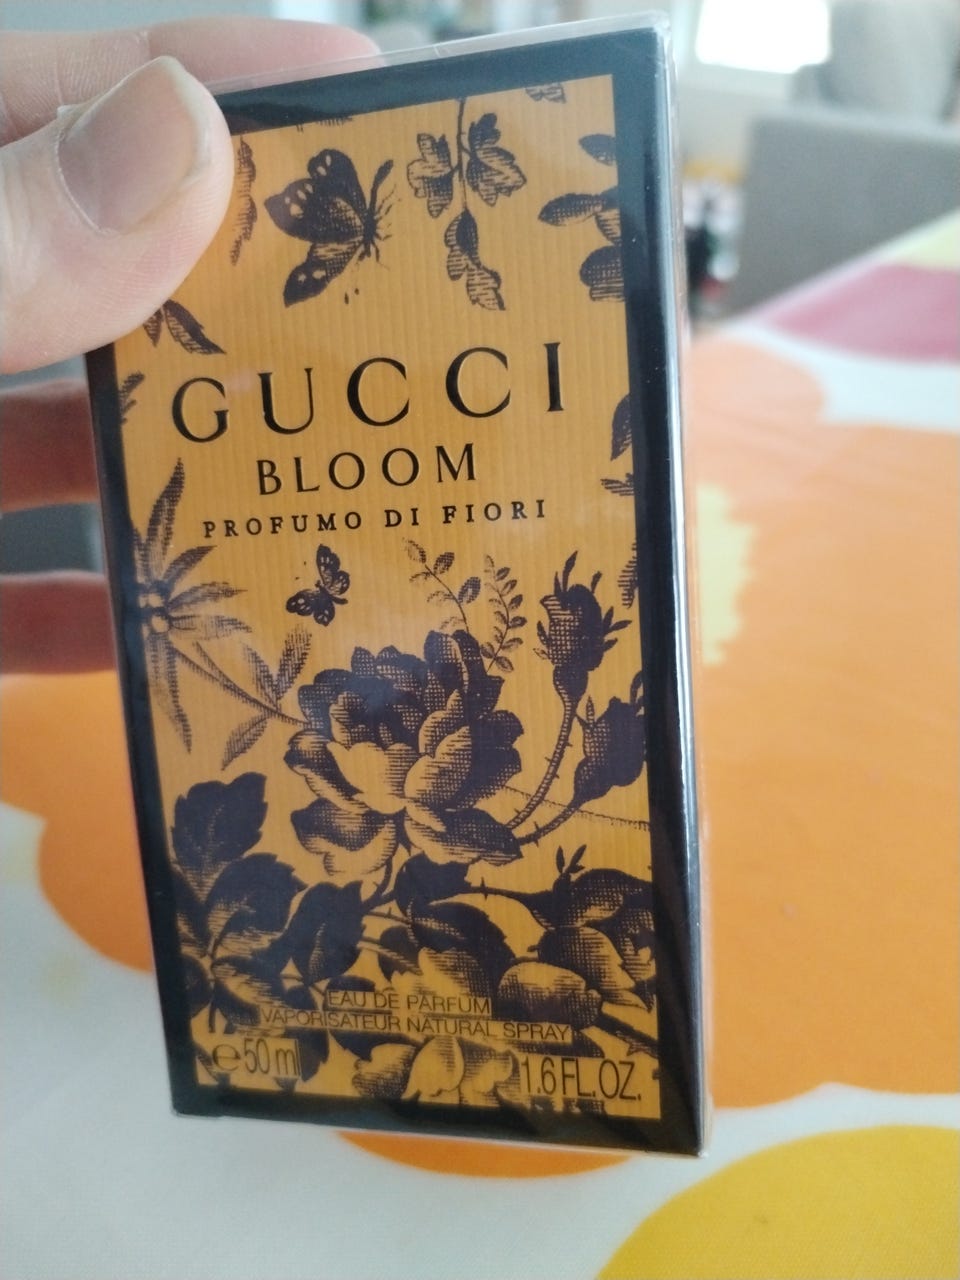 GUCCI
BLOOM
PROFUMO DI FIORI
EAU DE PARFUM
VAPORISATEUR NATURAL SPRAY
℮50 ml 1.6 FL.OZ.